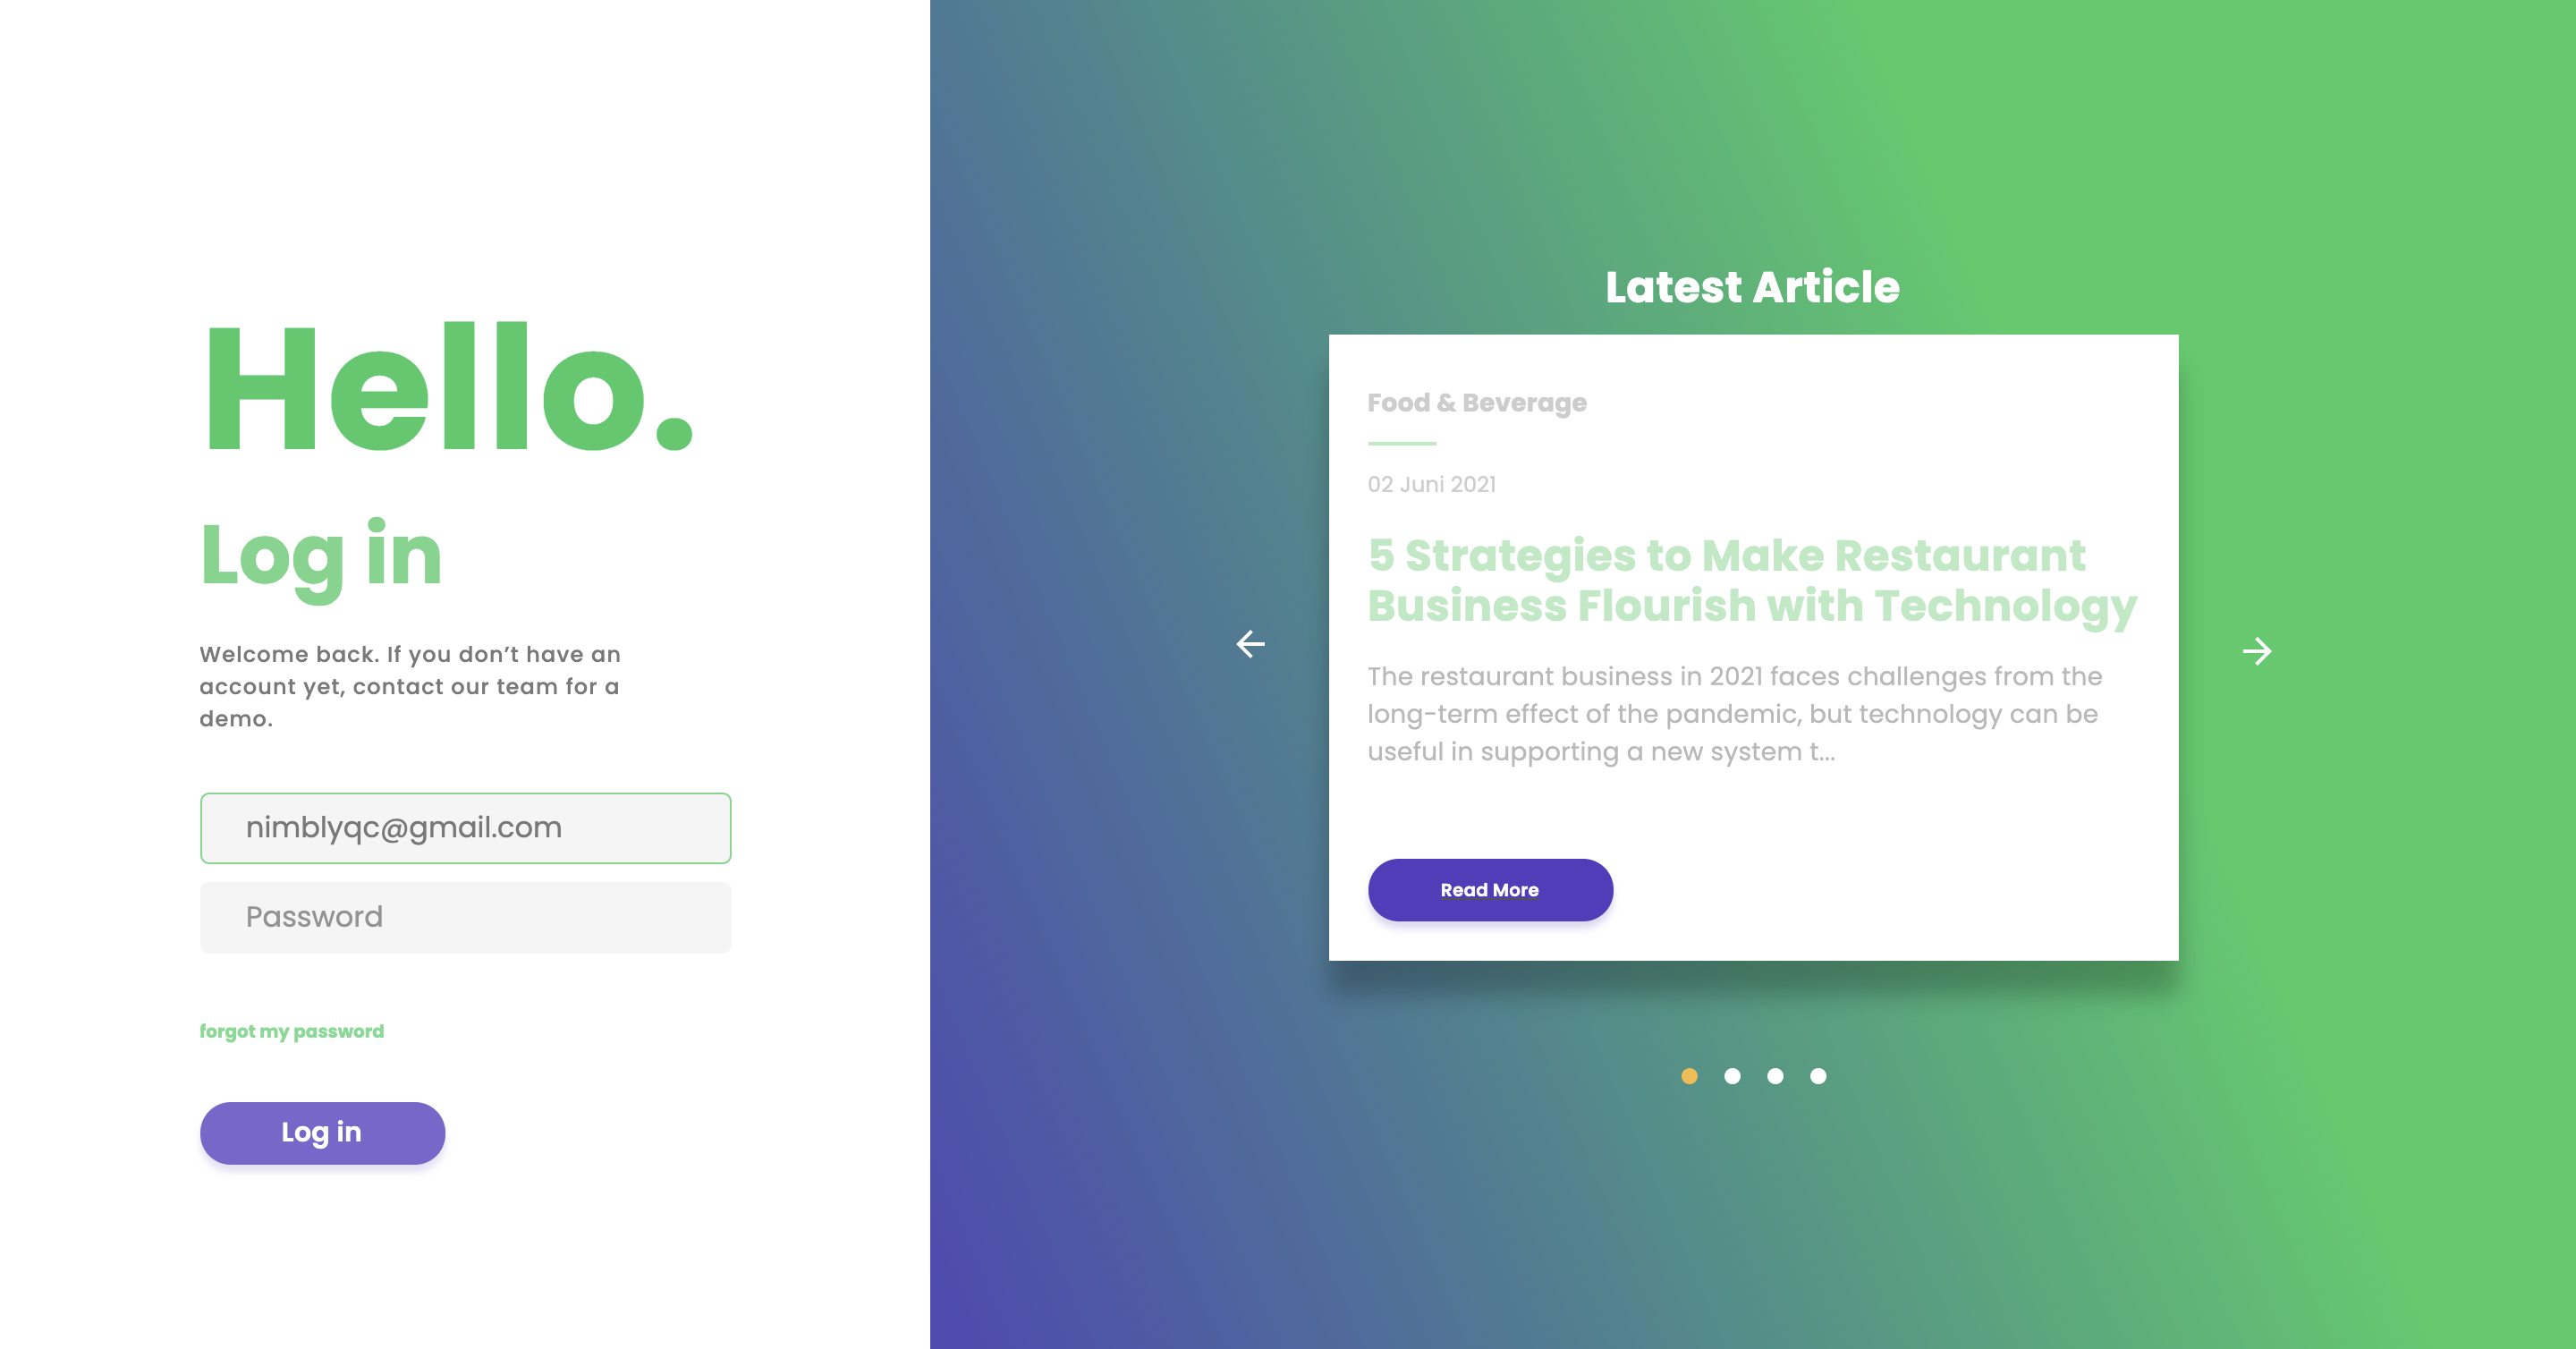 Hello.
Log in
Welcome back. If you don’t have an
account yet, contact our team for a
demo.
nimblyqc@gmail.com
Password
forgot my password
Log in
Latest Article
Food & Beverage
02 Juni 2021
5 Strategies to Make Restaurant
Business Flourish with Technology
The restaurant business in 2021 faces challenges from the
long-term effect of the pandemic, but technology can be
useful in supporting a new system t...
Read More